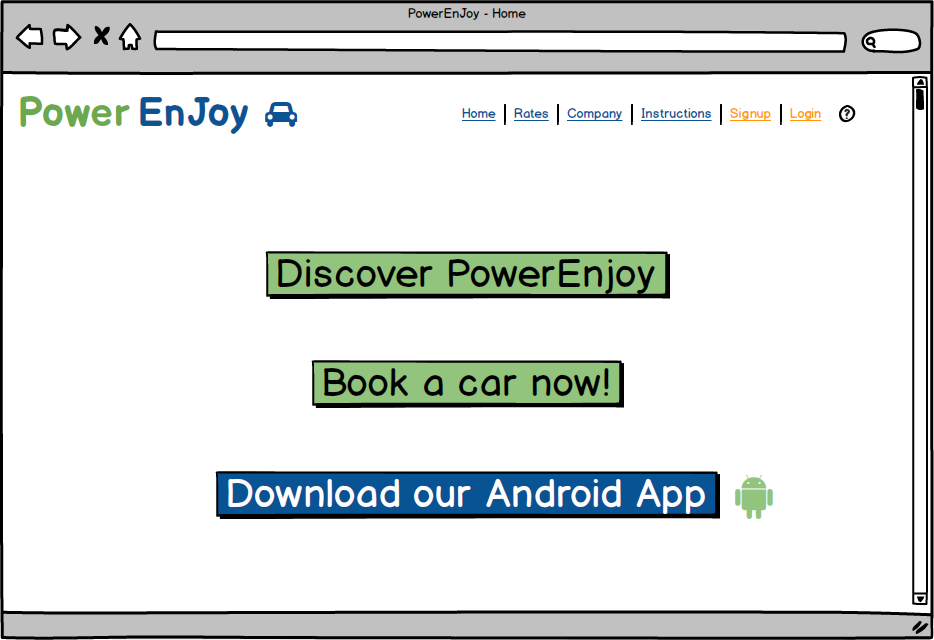 PowerEnJoy - Home
Power EnJoy
Home Rates Company Instructions Signup Login ?
Discover PowerEnjoy
Book a car now!
Download our Android App